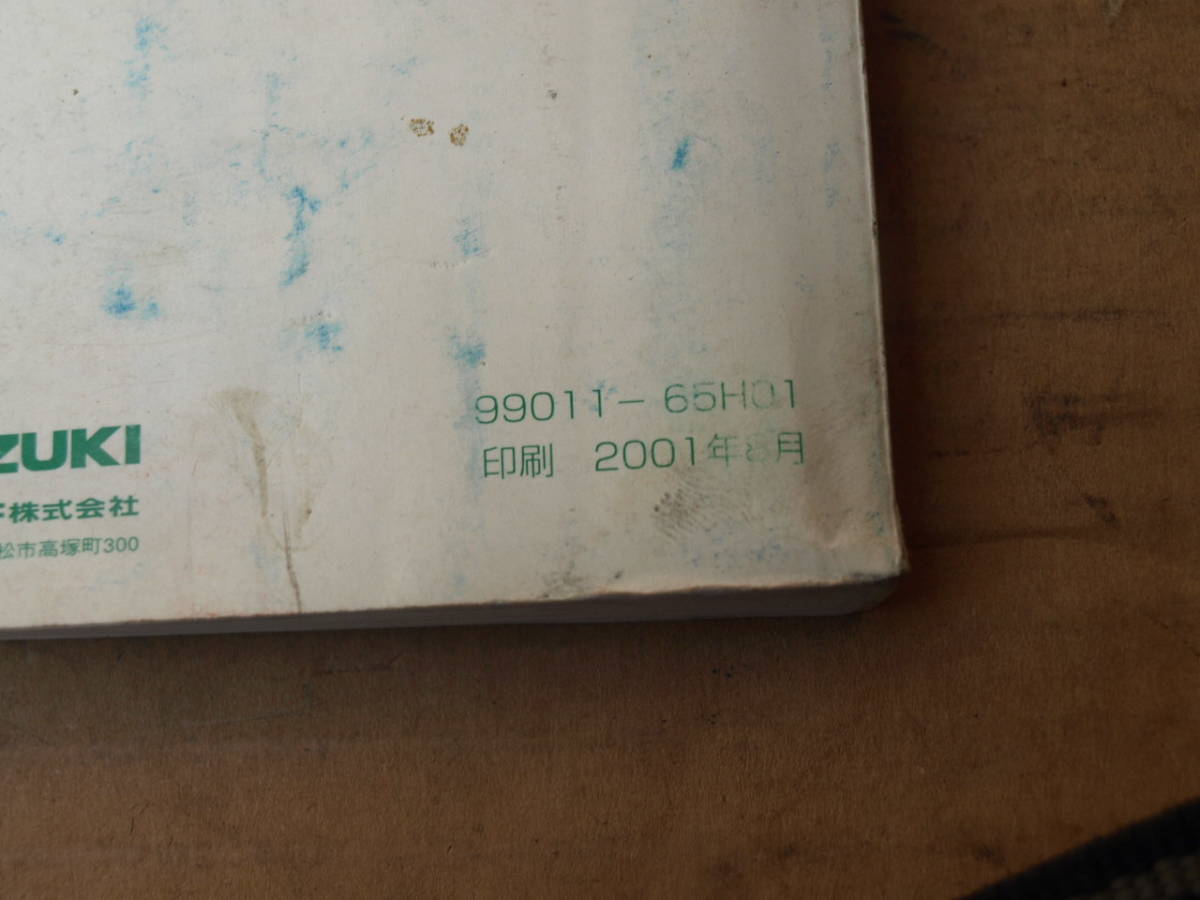 99011-65H01
印刷 2001年8月
ZUKI
株式会社
松市高塚町300